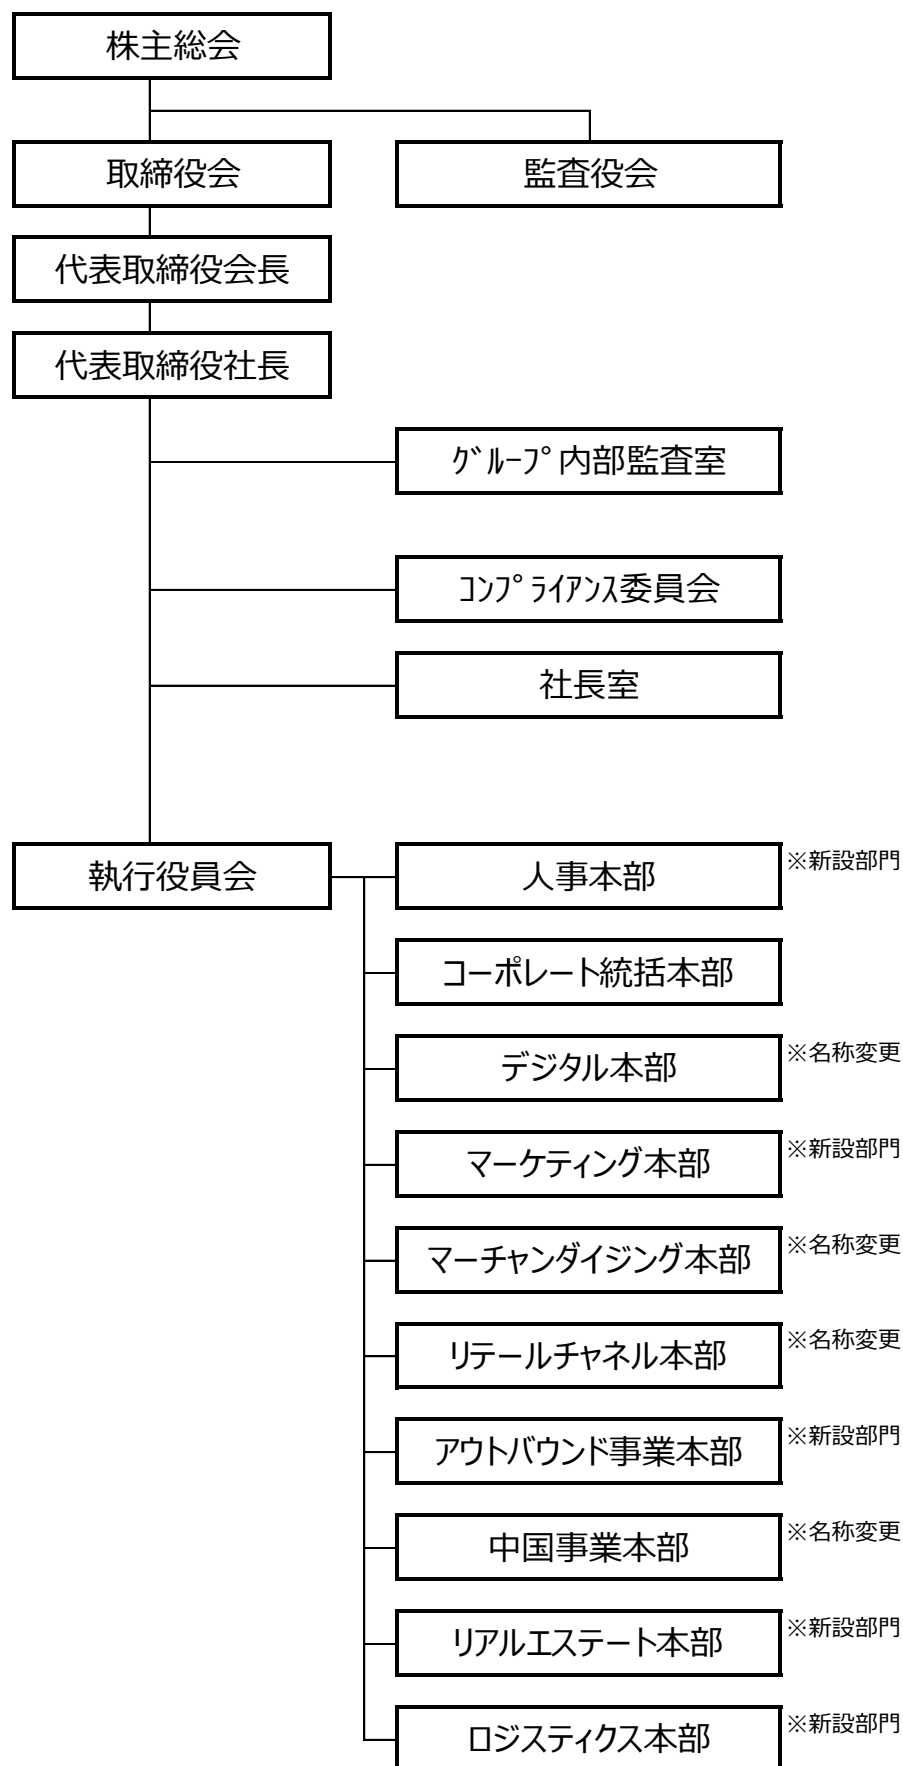 株主総会
取締役会
監査役会
代表取締役会長
代表取締役社長
ｸﾞﾙｰﾌﾟ内部監査室
ｺﾝﾌﾟﾗｲｱﾝｽ委員会
社長室
執行役員会
人事本部
※新設部門
コーポレート統括本部
デジタル本部
※名称変更
マーケティング本部
※新設部門
マーチャンダイジング本部
※名称変更
リテールチャネル本部
※名称変更
アウトバウンド事業本部
※新設部門
中国事業本部
※名称変更
リアルエステート本部
※新設部門
ロジスティクス本部
※新設部門